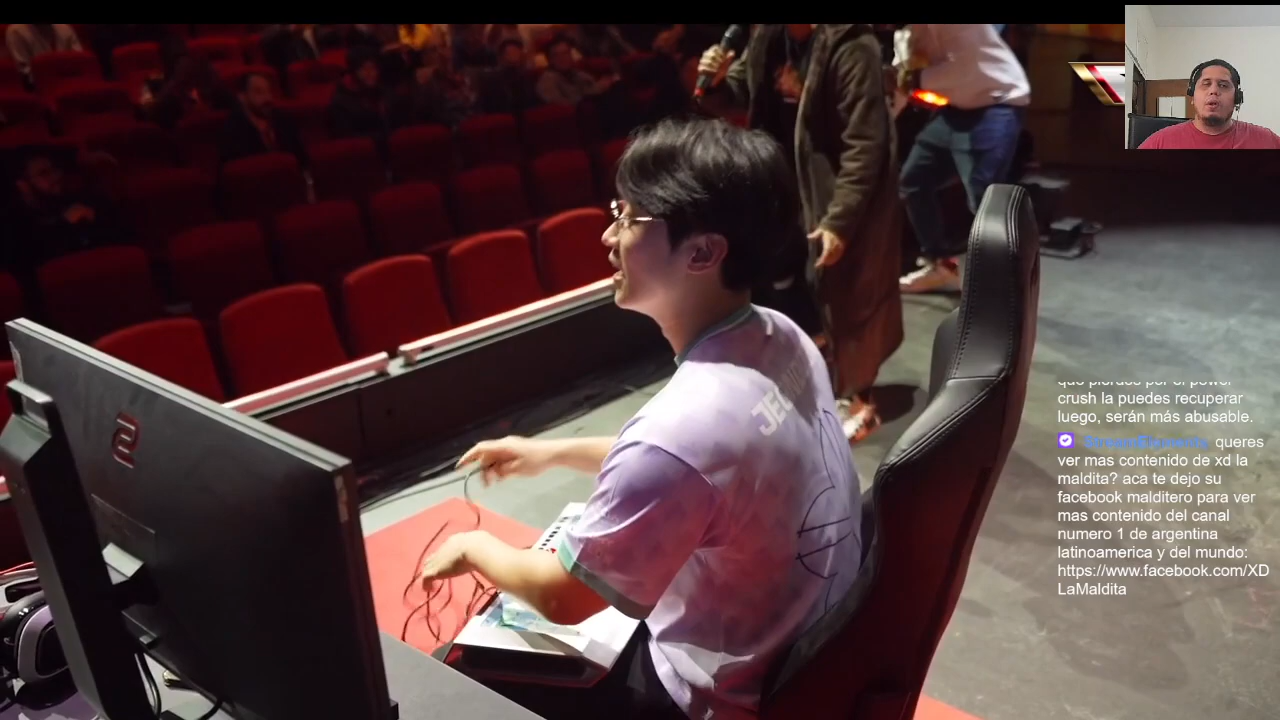 que pierdes por el power
crush la puedes recuperar
luego, serán más abusable.
StreamElements queres
ver mas contenido de xd la
maldita? aca te dejo su
facebook malditero para ver
mas contenido del canal
numero 1 de argentina
latinoamerica y del mundo:
https://www.facebook.com/XD
LaMaldita